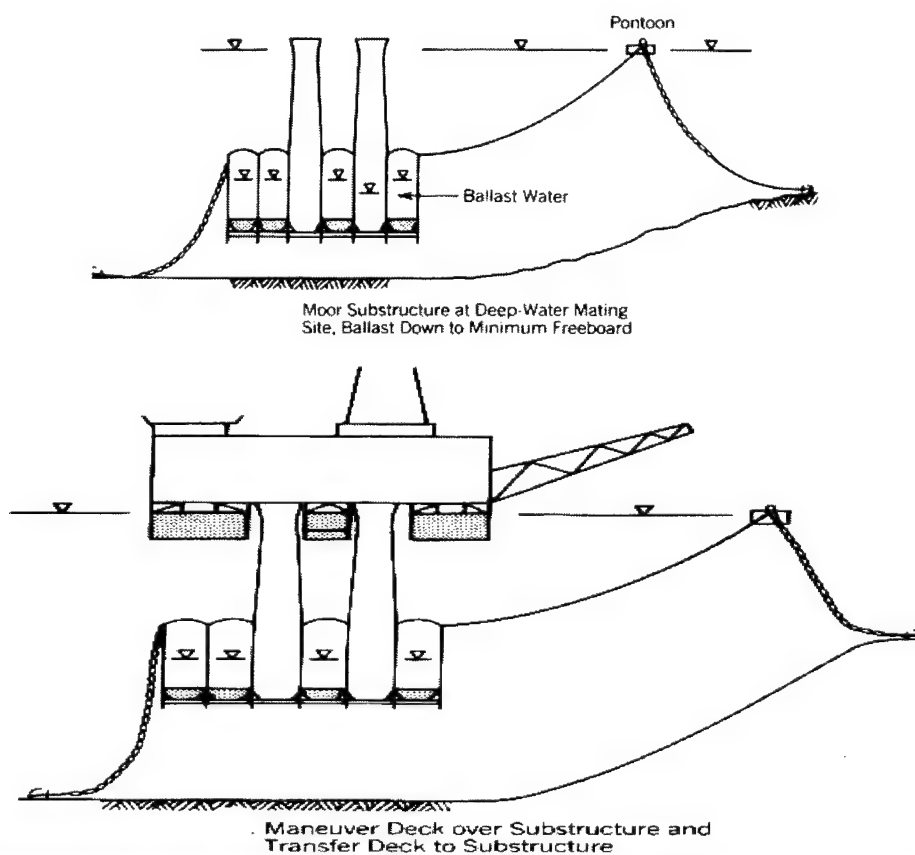 Pontoon
Ballast Water
Moor Substructure at Deep-Water Mating
Site, Ballast Down to Minimum Freeboard
. Maneuver Deck over Substructure and
Transfer Deck to Substructure